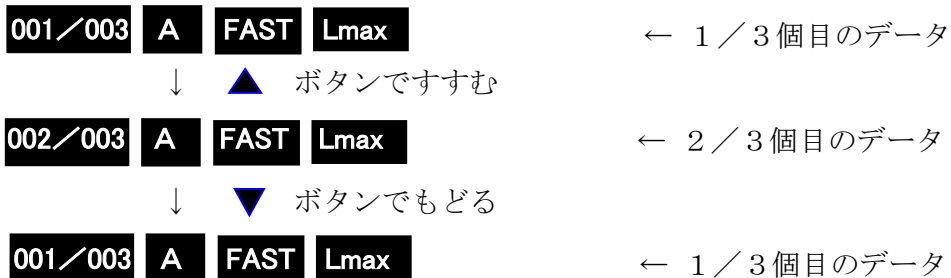 001／003 A FAST Lmax ← １／３個目のデータ
↓ ▲ ボタンですすむ
002／003 A FAST Lmax ← ２／３個目のデータ
↓ ▼ ボタンでもどる
001／003 A FAST Lmax ← １／３個目のデータ